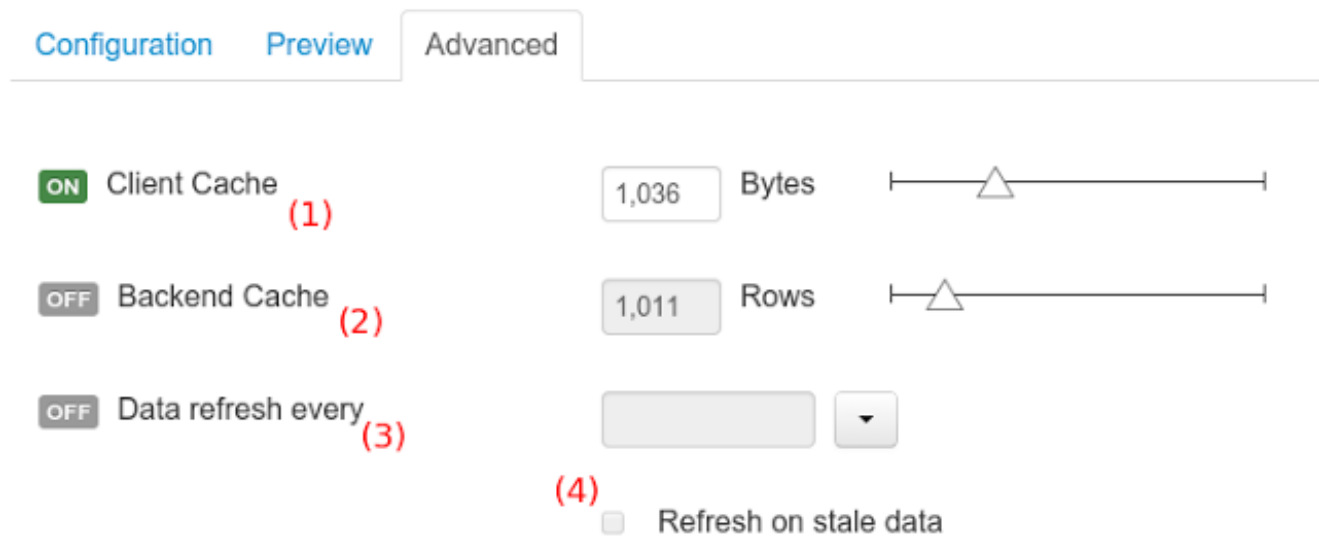 Configuration Preview Advanced
ON Client Cache (1) 1,036 Bytes
OFF Backend Cache (2) 1,011 Rows
OFF Data refresh every (3)
(4) Refresh on stale data